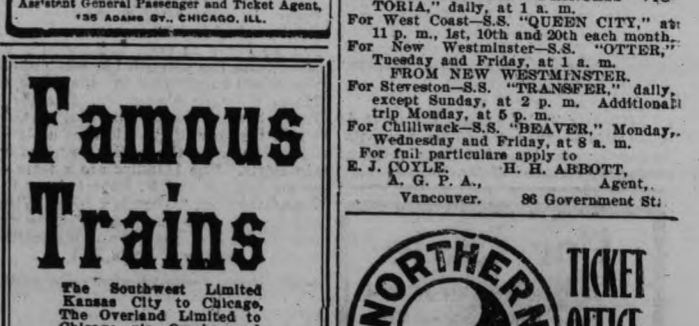 Assistant General Passenger and Ticket Agent,
135 ADAMS ST., CHICAGO, ILL.
Famous
Trains
The Southwest Limited
Kansas City to Chicago,
The Overland Limited to
TORIA," daily, at 1 a. m.
For West Coast—S.S. "QUEEN CITY," at
11 p. m., 1st, 10th and 20th each month.
For New Westminster—S.S. "OTTER,"
Tuesday and Friday, at 1 a. m.
FROM NEW WESTMINSTER.
For Steveston—S.S. "TRANSFER," daily,
except Sunday, at 2 p. m. Additional
trip Monday, at 5 p. m.
For Chilliwack—S.S. "BEAVER," Monday,
Wednesday and Friday, at 8 a. m.
For full particulars apply to
E. J. COYLE, H. H. ABBOTT,
A. G. P. A., Agent,
Vancouver. 86 Government St.
NORTHERN
TICKET
OFFICE